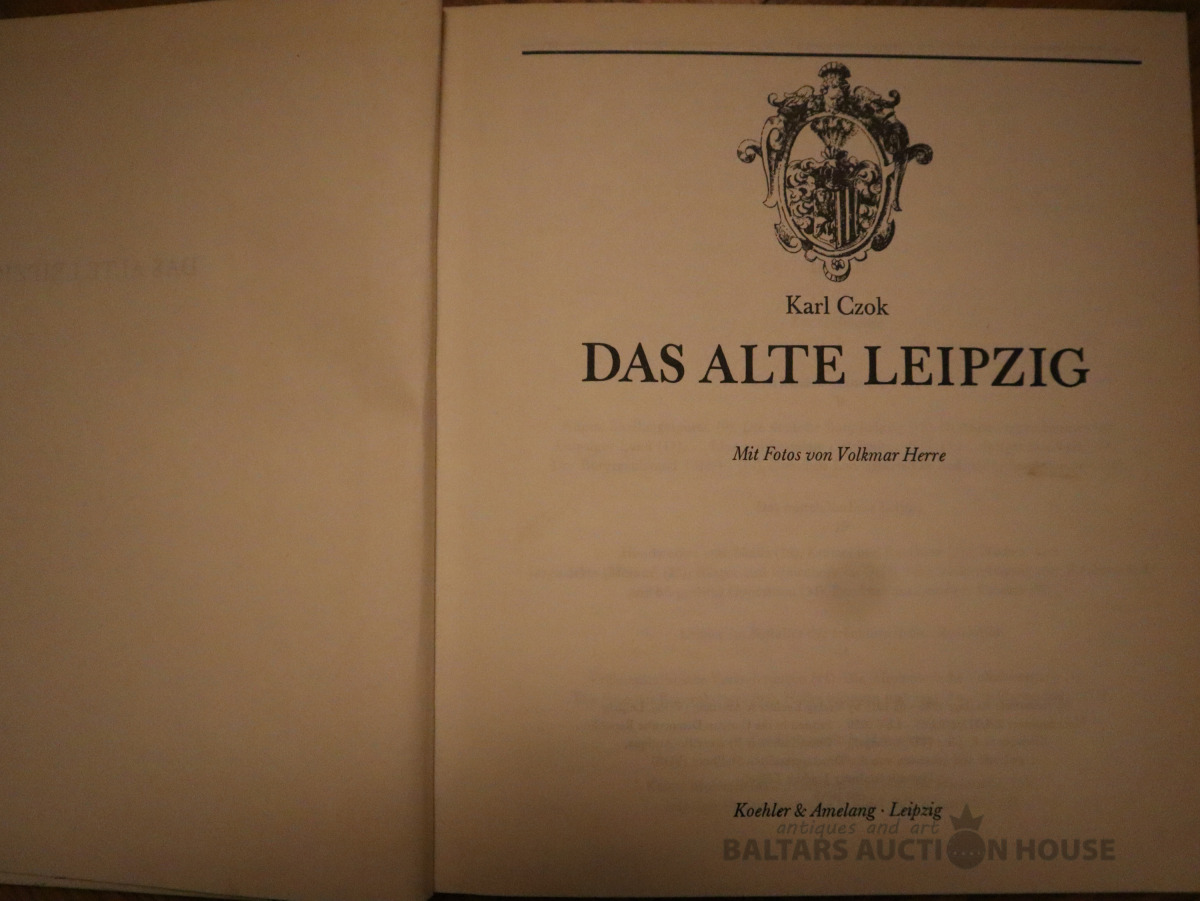 Karl Czok
DAS ALTE LEIPZIG
Mit Fotos von Volkmar Herre
Koehler & Amelang · Leipzig
antiques and art
BALTARS AUCTION HOUSE